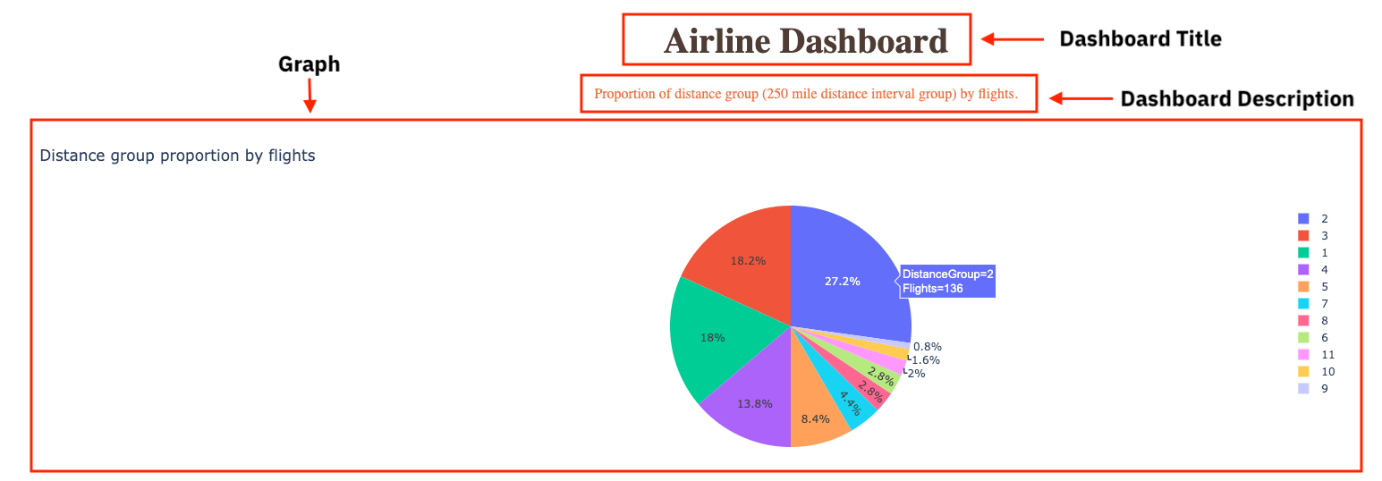 Airline Dashboard
Dashboard Title
Graph
Proportion of distance group (250 mile distance interval group) by flights.
Dashboard Description
Distance group proportion by flights
27.2%
18.2%
18%
13.8%
8.4%
4.4%
2.8%
2.8%
2%
1.6%
0.8%
DistanceGroup=2
Flights=136
2
3
1
4
5
7
8
6
11
10
9